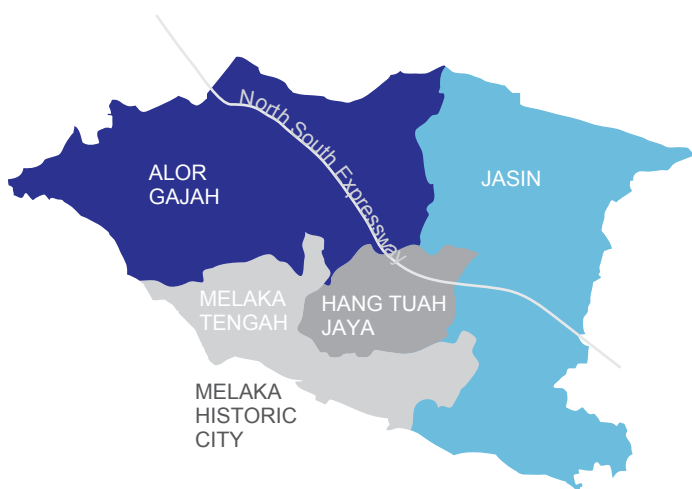 North South Expressway
ALOR
GAJAH
JASIN
MELAKA
TENGAH
HANG TUAH
JAYA
MELAKA
HISTORIC
CITY